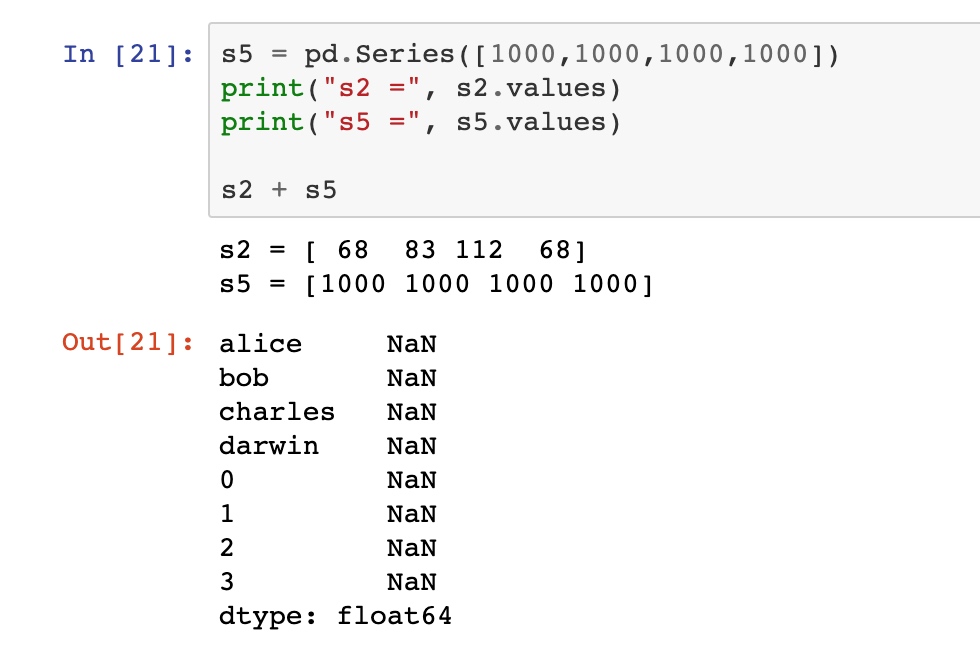 In [21]: s5 = pd.Series([1000,1000,1000,1000])
print("s2 =", s2.values)
print("s5 =", s5.values)
s2 + s5
s2 = [ 68  83 112  68]
s5 = [1000 1000 1000 1000]
Out[21]: alice     NaN
bob       NaN
charles   NaN
darwin    NaN
0         NaN
1         NaN
2         NaN
3         NaN
dtype: float64